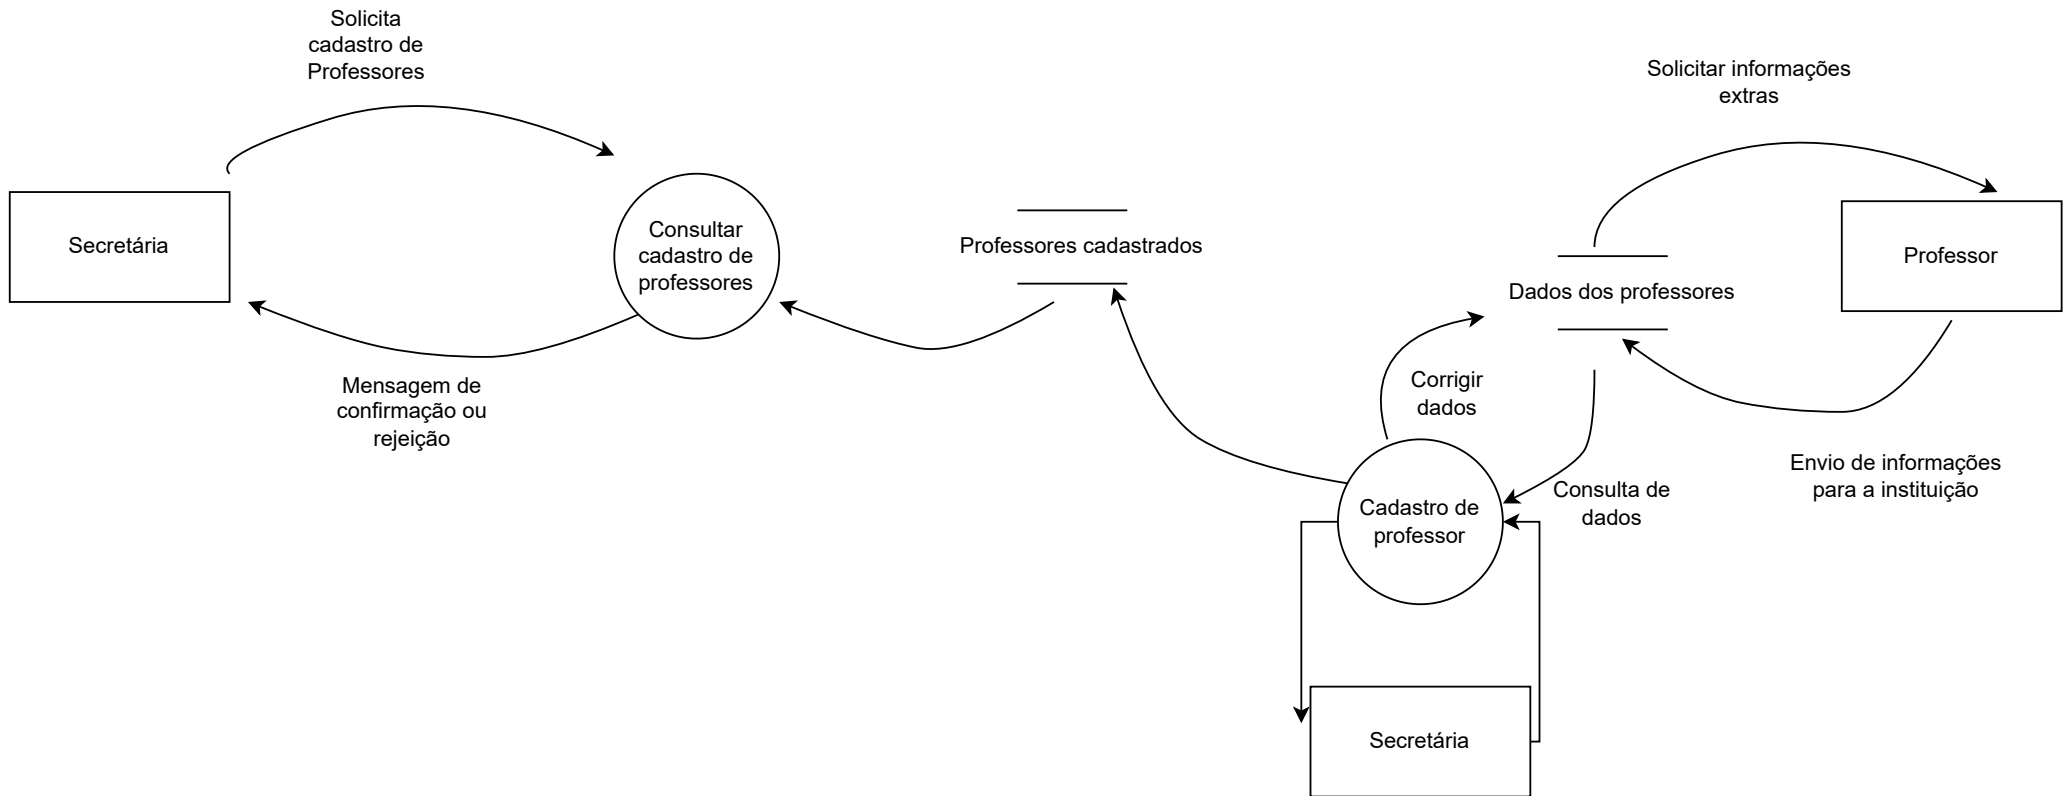 Solicita
cadastro de
Professores
Solicitar informações
extras
Secretária
Consultar
cadastro de
professores
Professores cadastrados
Dados dos professores
Professor
Mensagem de
confirmação ou
rejeição
Corrigir
dados
Consulta de
dados
Envio de informações
para a instituição
Cadastro de
professor
Secretária